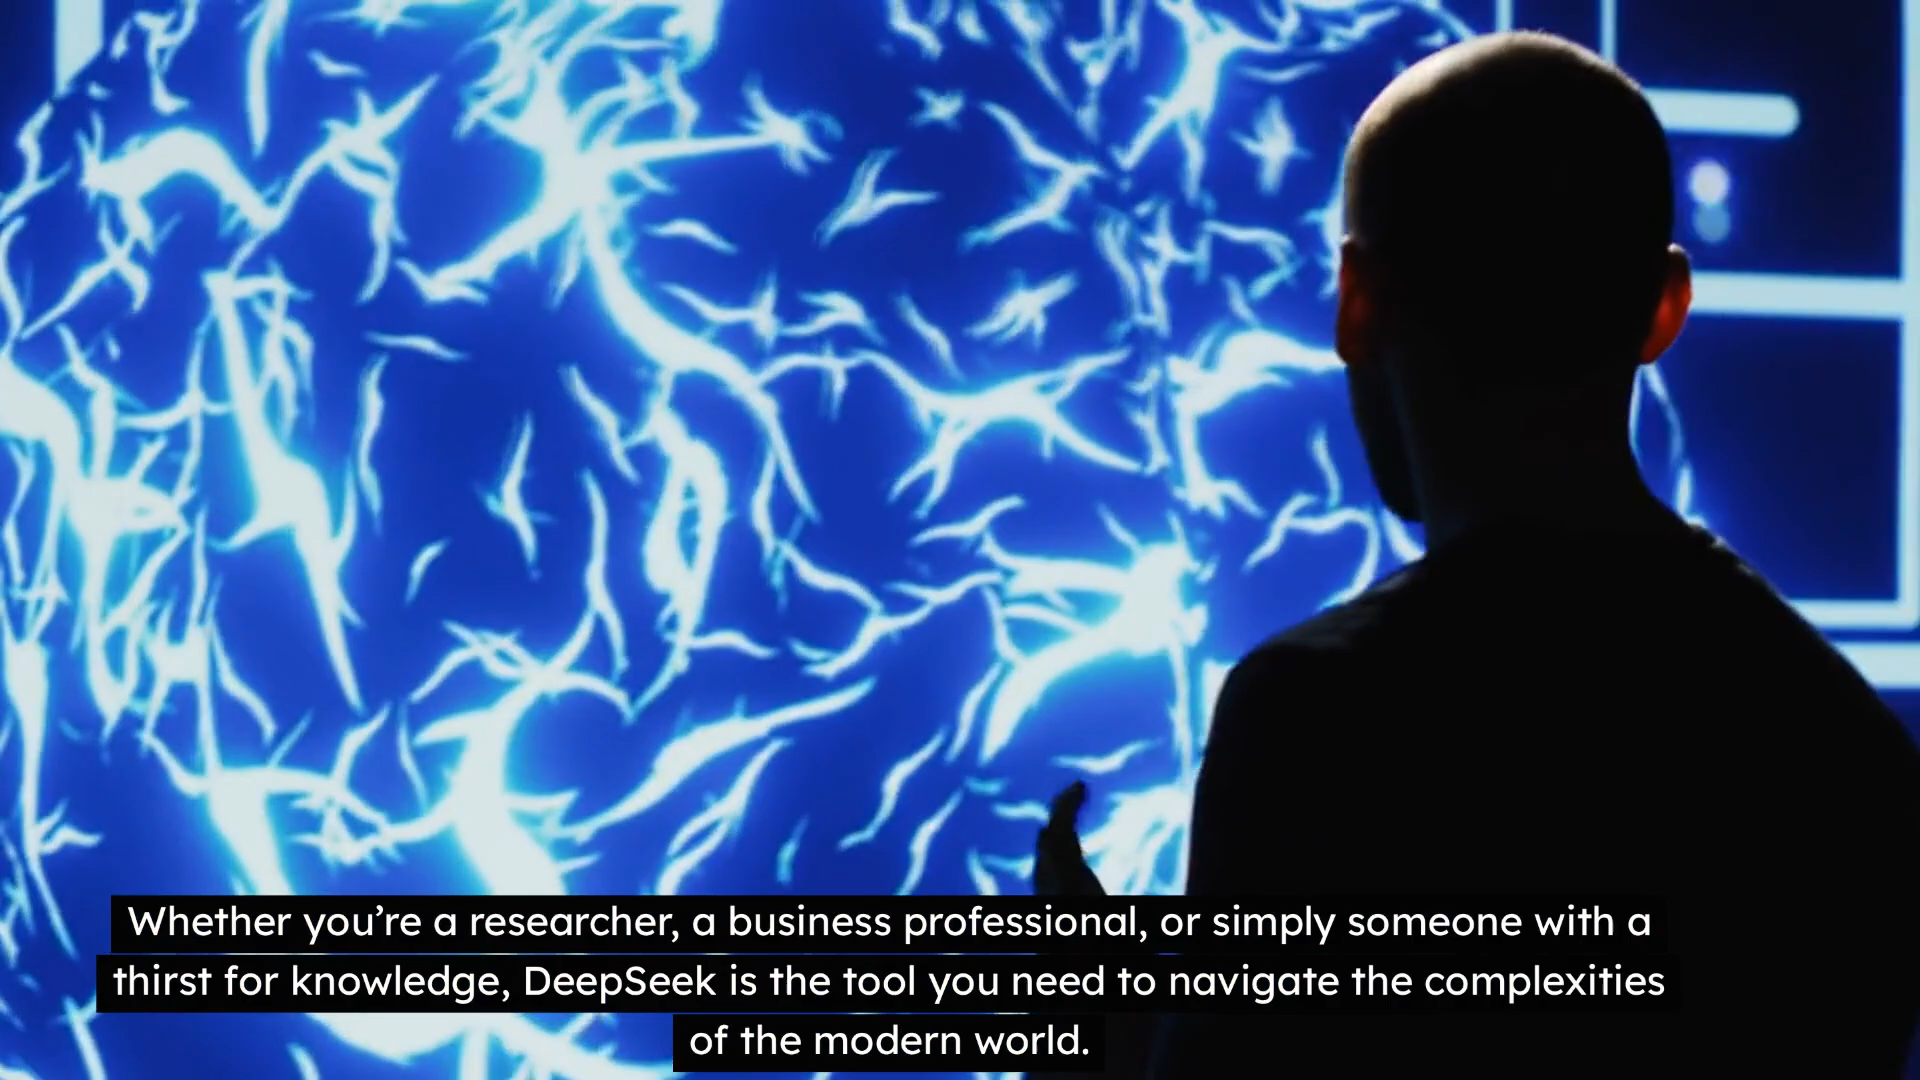 Whether you’re a researcher, a business professional, or simply someone with a
thirst for knowledge, DeepSeek is the tool you need to navigate the complexities
of the modern world.